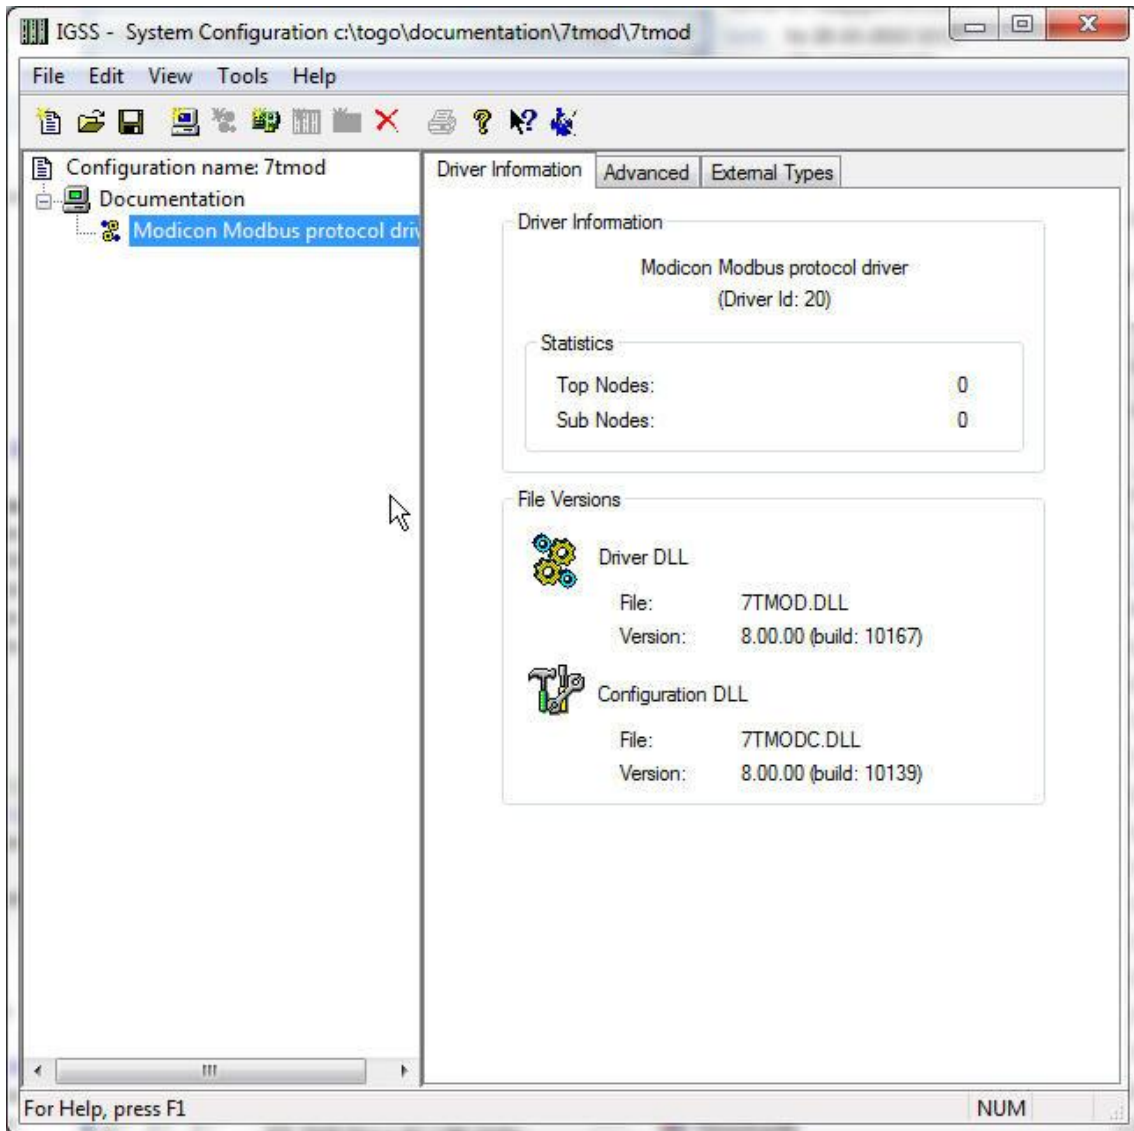 IGSS - System Configuration c:\togo\documentation\7tmod\7tmod
File Edit View Tools Help
Configuration name: 7tmod
Documentation
Modicon Modbus protocol driv
Driver Information Advanced External Types
Driver Information
Modicon Modbus protocol driver
(Driver Id: 20)
Statistics
Top Nodes: 0
Sub Nodes: 0
File Versions
Driver DLL
File: 7TMOD.DLL
Version: 8.00.00 (build: 10167)
Configuration DLL
File: 7TMODC.DLL
Version: 8.00.00 (build: 10139)
For Help, press F1 NUM